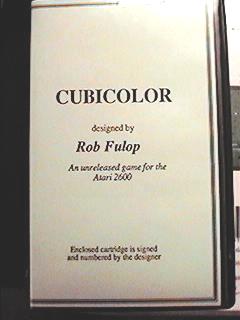 CUBICOLOR
designed by
Rob Fulop
An unreleased game for the
Atari 2600
Enclosed cartridge is signed
and numbered by the designer